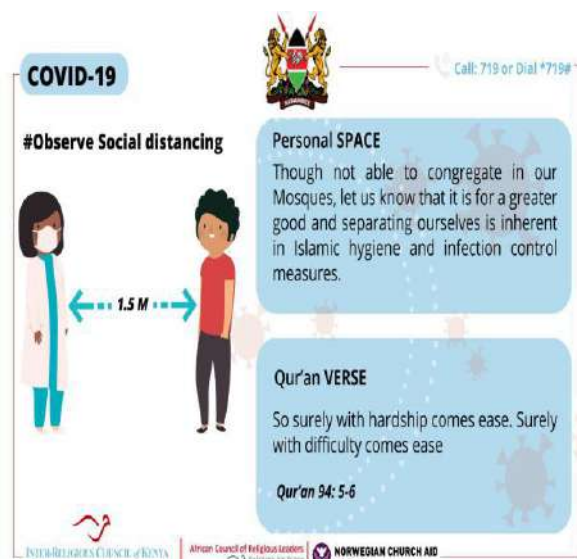 COVID-19
Call: 719 or Dial *719#
#Observe Social distancing
1.5 M
Personal SPACE
Though not able to congregate in our
Mosques, let us know that it is for a greater
good and separating ourselves is inherent
in Islamic hygiene and infection control
measures.
Qur'an VERSE
So surely with hardship comes ease. Surely
with difficulty comes ease
Qur'an 94: 5-6
INTER-RELIGIOUS COUNCIL of KENYA
African Council of Religious Leaders
NORWEGIAN CHURCH AID